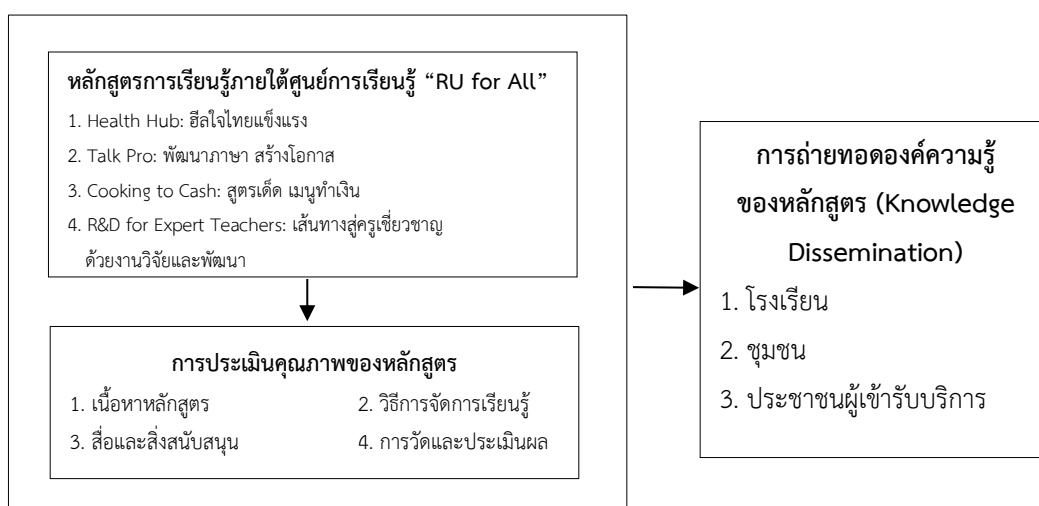 หลักสูตรการเรียนรู้ภายใต้ศูนย์การเรียนรู้ “RU for All”
1. Health Hub: ฮีลใจไทยแข็งแรง
2. Talk Pro: พัฒนาภาษา สร้างโอกาส
3. Cooking to Cash: สูตรเด็ด เมนูทำเงิน
4. R&D for Expert Teachers: เส้นทางสู่ครูเชี่ยวชาญ
ด้วยงานวิจัยและพัฒนา
การประเมินคุณภาพของหลักสูตร
1. เนื้อหาหลักสูตร 2. วิธีการจัดการเรียนรู้
3. สื่อและสิ่งสนับสนุน 4. การวัดและประเมินผล
การถ่ายทอดองค์ความรู้
ของหลักสูตร (Knowledge
Dissemination)
1. โรงเรียน
2. ชุมชน
3. ประชาชนผู้เข้ารับบริการ